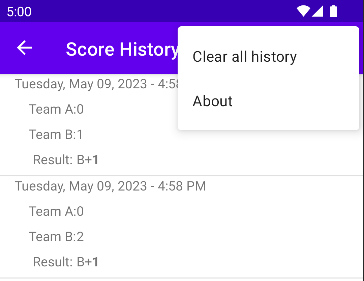 5:00
Score History
Clear all history
About
Tuesday, May 09, 2023 - 4:58
Team A:0
Team B:1
Result: B+1
Tuesday, May 09, 2023 - 4:58 PM
Team A:0
Team B:2
Result: B+1